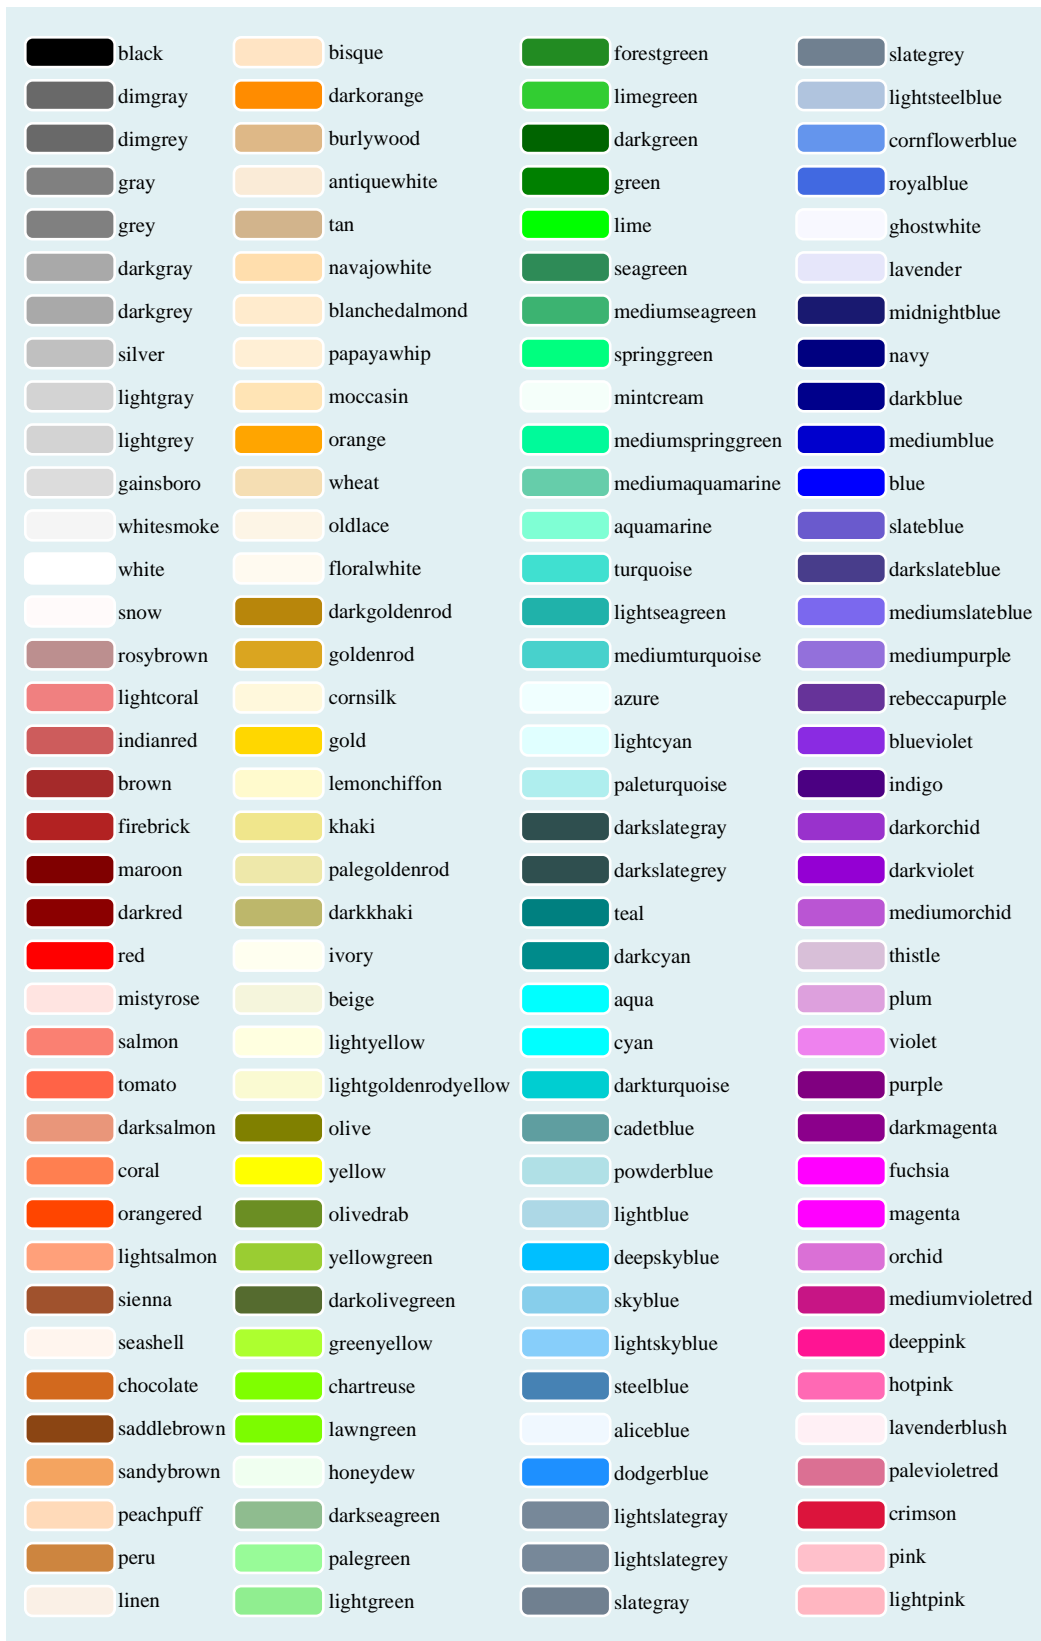 black
dimgray
dimgrey
gray
grey
darkgray
darkgrey
silver
lightgray
lightgrey
gainsboro
whitesmoke
white
snow
rosybrown
lightcoral
indianred
brown
firebrick
maroon
darkred
red
mistyrose
salmon
tomato
darksalmon
coral
orangered
lightsalmon
sienna
seashell
chocolate
saddlebrown
sandybrown
peachpuff
peru
linen
bisque
darkorange
burlywood
antiquewhite
tan
navajowhite
blanchedalmond
papayawhip
moccasin
orange
wheat
oldlace
floralwhite
darkgoldenrod
goldenrod
cornsilk
gold
lemonchiffon
khaki
palegoldenrod
darkkhaki
ivory
beige
lightyellow
lightgoldenrodyellow
olive
yellow
olivedrab
yellowgreen
darkolivegreen
greenyellow
chartreuse
lawngreen
honeydew
darkseagreen
palegreen
lightgreen
forestgreen
limegreen
darkgreen
green
lime
seagreen
mediumseagreen
springgreen
mintcream
mediumspringgreen
mediumaquamarine
aquamarine
turquoise
lightseagreen
mediumturquoise
azure
lightcyan
paleturquoise
darkslategray
darkslategrey
teal
darkcyan
aqua
cyan
darkturquoise
cadetblue
powderblue
lightblue
deepskyblue
skyblue
lightskyblue
steelblue
aliceblue
dodgerblue
lightslategray
lightslategrey
slategray
slategrey
lightsteelblue
cornflowerblue
royalblue
ghostwhite
lavender
midnightblue
navy
darkblue
mediumblue
blue
slateblue
darkslateblue
mediumslateblue
mediumpurple
rebeccapurple
blueviolet
indigo
darkorchid
darkviolet
mediumorchid
thistle
plum
violet
purple
darkmagenta
fuchsia
magenta
orchid
mediumvioletred
deeppink
hotpink
lavenderblush
palevioletred
crimson
pink
lightpink